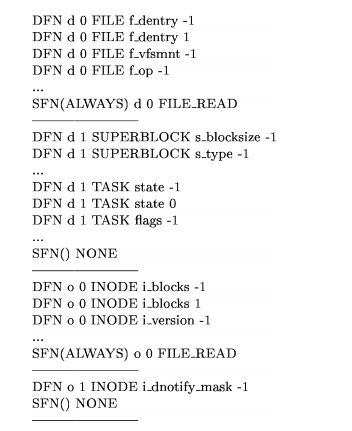 DFN d 0 FILE f_dentry -1
DFN d 0 FILE f_dentry 1
DFN d 0 FILE f_vfsmnt -1
DFN d 0 FILE f_op -1
...
SFN(ALWAYS) d 0 FILE_READ
DFN d 1 SUPERBLOCK s_blocksize -1
DFN d 1 SUPERBLOCK s_type -1
...
DFN d 1 TASK state -1
DFN d 1 TASK state 0
DFN d 1 TASK flags -1
...
SFN() NONE
DFN o 0 INODE i_blocks -1
DFN o 0 INODE i_blocks 1
DFN o 0 INODE i_version -1
...
SFN(ALWAYS) o 0 FILE_READ
DFN o 1 INODE i_dnotify_mask -1
SFN() NONE